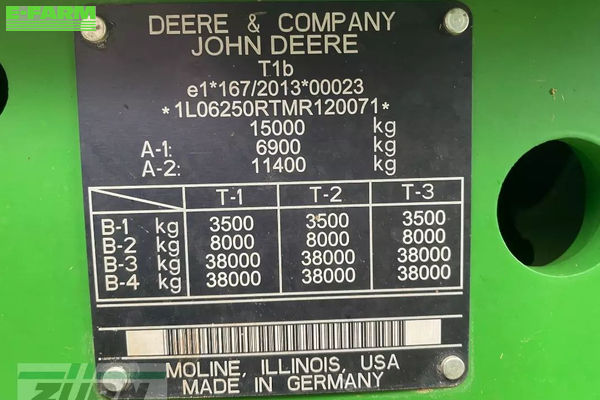 E-FARM
DEERE & COMPANY
JOHN DEERE
T1b
e1*167/2013*00023
*1L06250RTMR120071*
15000 kg
A-1: 6900 kg
A-2: 11400 kg
T-1 T-2 T-3
B-1 kg 3500 3500 3500
B-2 kg 8000 8000 8000
B-3 kg 38000 38000 38000
B-4 kg 38000 38000 38000
MOLINE, ILLINOIS, USA
MADE IN GERMANY